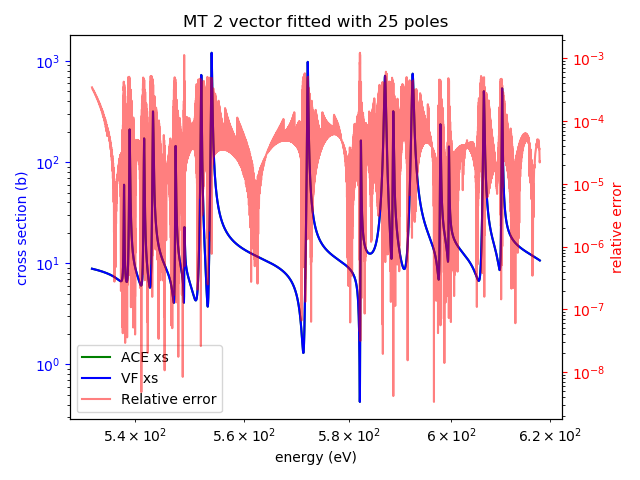 MT 2 vector fitted with 25 poles
cross section (b)
10³
10²
10¹
10⁰
10⁻³
10⁻⁴
10⁻⁵
10⁻⁶
10⁻⁷
10⁻⁸
relative error
ACE xs
VF xs
Relative error
5.4 × 10² 5.6 × 10² 5.8 × 10² 6 × 10² 6.2 × 10²
energy (eV)